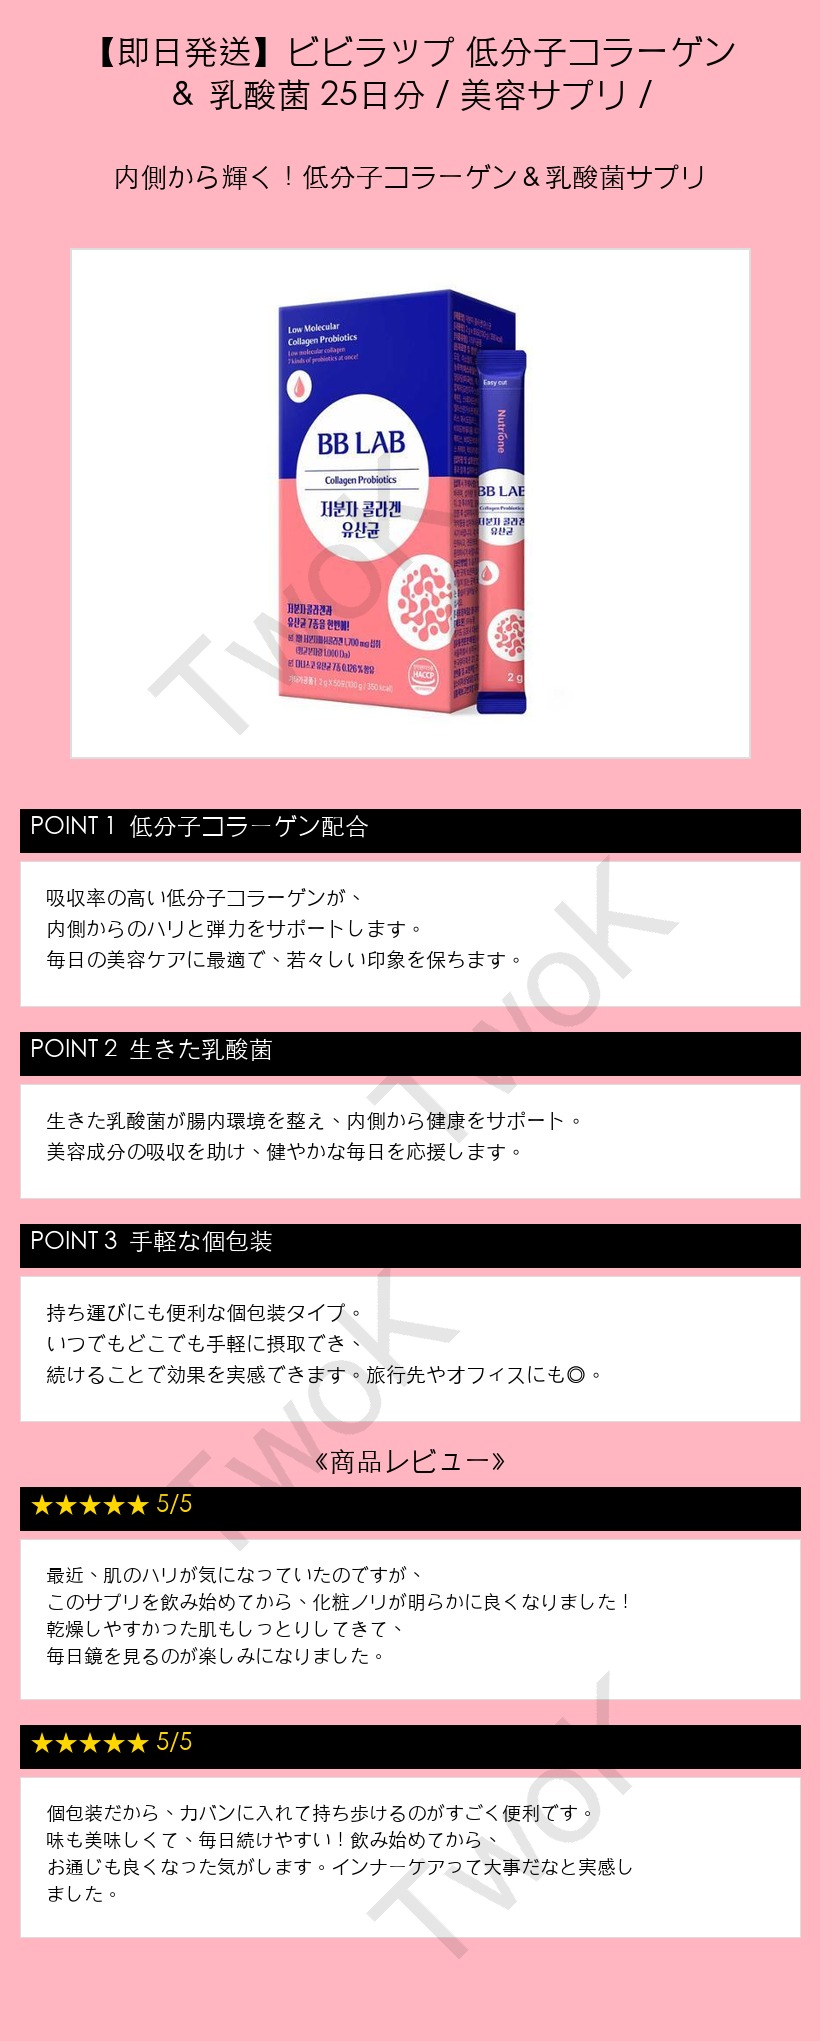 【即日発送】ビビラップ 低分子コラーゲン
& 乳酸菌 25日分 / 美容サプリ /
内側から輝く！低分子コラーゲン＆乳酸菌サプリ
Low Molecular
Collagen Probiotics
Low molecular collagen
7 kinds of probiotics at once!
BB LAB
Collagen Probiotics
저분자 콜라겐
유산균
저분자콜라겐과
유산균 7종을 한번에!
1,700 mg 섭취
(평균분자량 1,000 Da)
다니스코 유산균 7종 0.126 % 함유
2 g X 50포(100 g / 350 kcal)
HACCP
Easy cut
Nutrione
BB LAB
Collagen Probiotics
저분자 콜라겐
유산균
2 g
TwoK
POINT 1 低分子コラーゲン配合
吸収率の高い低分子コラーゲンが、
内側からのハリと弾力をサポートします。
毎日の美容ケアに最適で、若々しい印象を保ちます。
TwoK
POINT 2 生きた乳酸菌
生きた乳酸菌が腸内環境を整え、内側から健康をサポート。
美容成分の吸収を助け、健やかな毎日を応援します。
POINT 3 手軽な個包装
持ち運びにも便利な個包装タイプ。
いつでもどこでも手軽に摂取でき、
続けることで効果を実感できます。旅行先やオフィスにも◎。
TwoK
《商品レビュー》
★★★★★ 5/5
最近、肌のハリが気になっていたのですが、
このサプリを飲み始めてから、化粧ノリが明らかに良くなりました！
乾燥しやすかった肌もしっとりしてきて、
毎日鏡を見るのが楽しみになりました。
★★★★★ 5/5
個包装だから、カバンに入れて持ち歩けるのがすごく便利です。
味も美味しくて、毎日続けやすい！飲み始めてから、
お通じも良くなった気がします。インナーケアって大事だなと実感し
ました。
TwoK